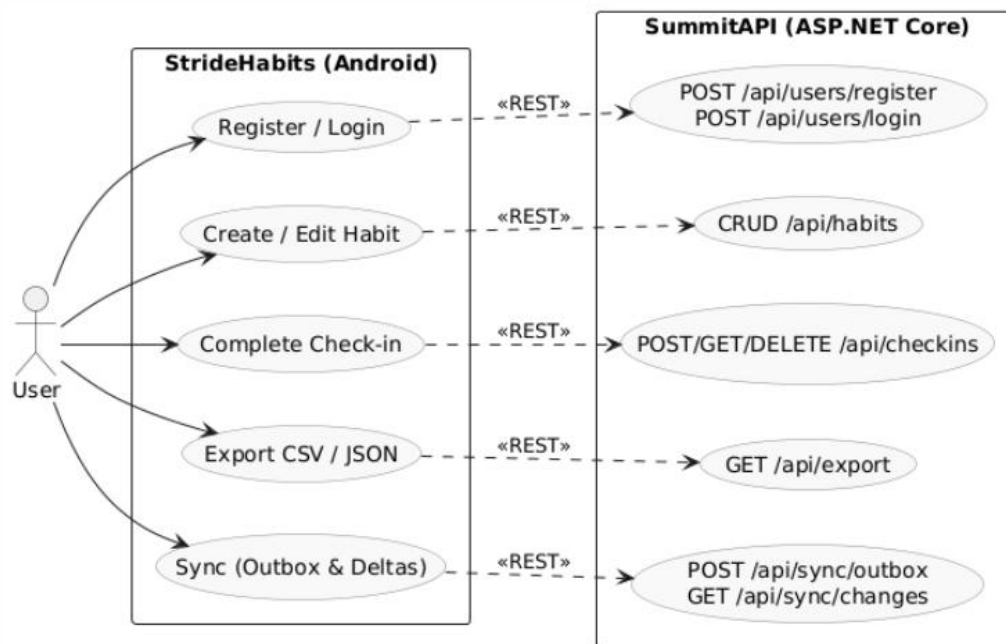 SummitAPI (ASP.NET Core)
StrideHabits (Android)
Register / Login
«REST»
POST /api/users/register
POST /api/users/login
Create / Edit Habit
«REST»
CRUD /api/habits
User
Complete Check-in
«REST»
POST/GET/DELETE /api/checkins
Export CSV / JSON
«REST»
GET /api/export
Sync (Outbox & Deltas)
«REST»
POST /api/sync/outbox
GET /api/sync/changes